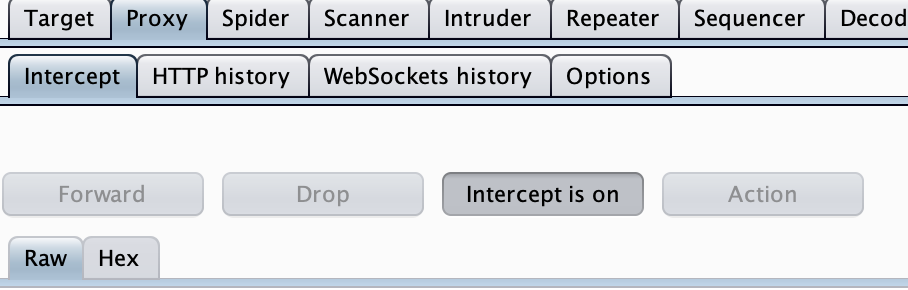 Target Proxy Spider Scanner Intruder Repeater Sequencer Decod
Intercept HTTP history WebSockets history Options
Forward Drop Intercept is on Action
Raw Hex